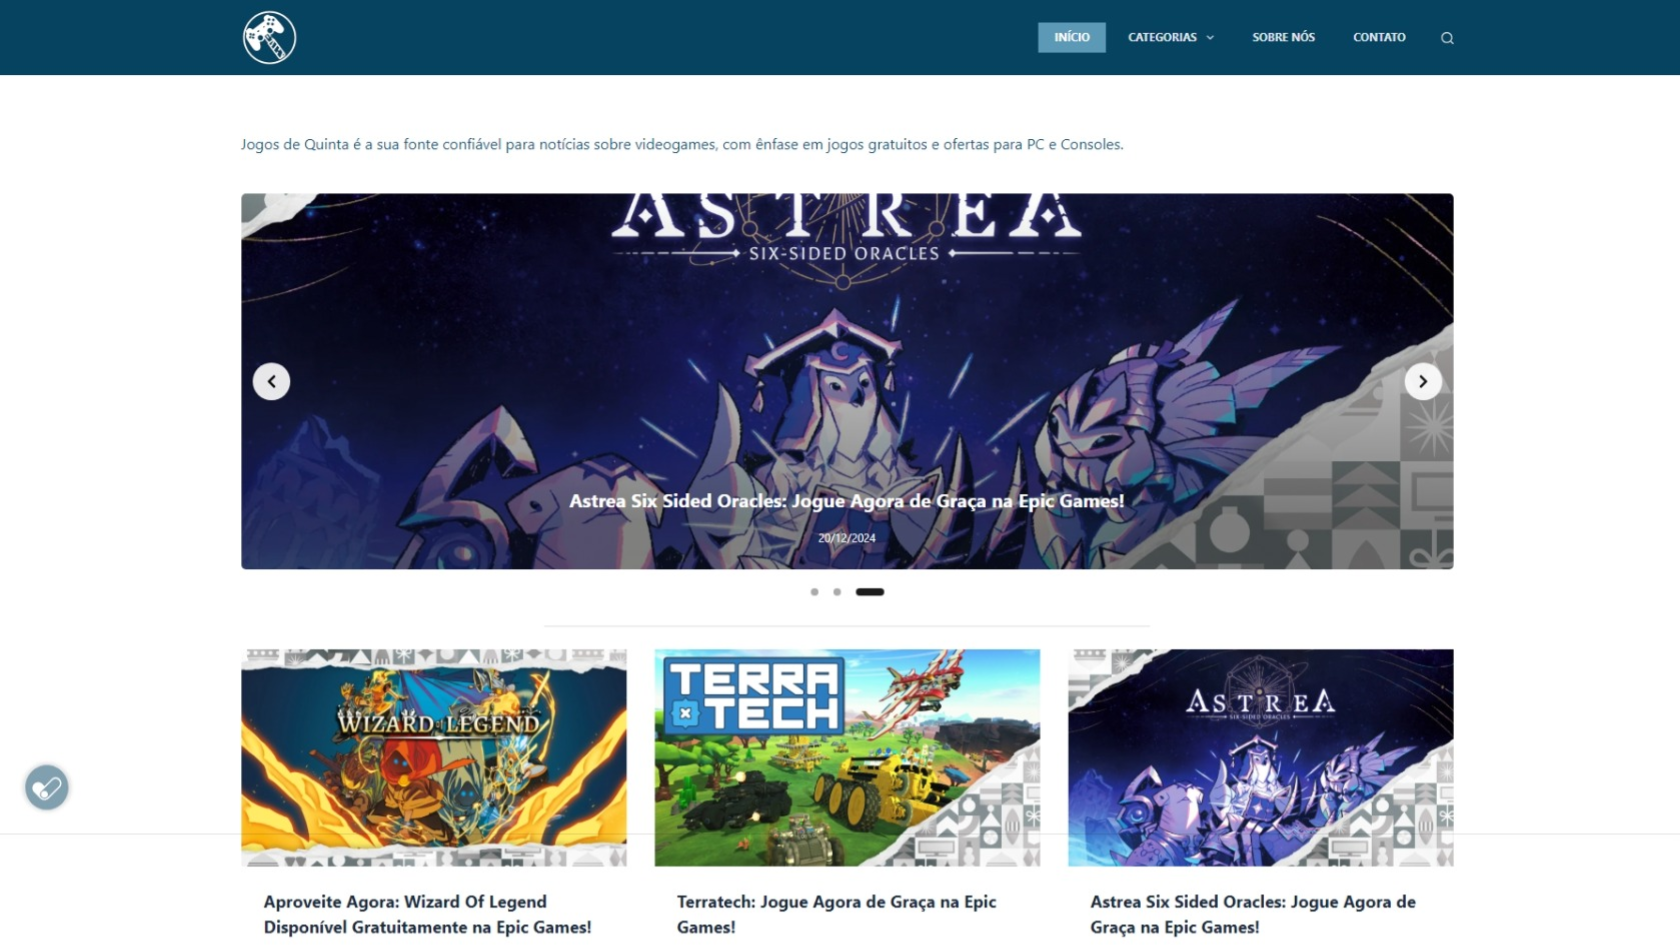 INÍCIO
CATEGORIAS
SOBRE NÓS
CONTATO
Jogos de Quinta é a sua fonte confiável para notícias sobre videogames, com ênfase em jogos gratuitos e ofertas para PC e Consoles.
ASTREA
SIX-SIDED ORACLES
Astrea Six Sided Oracles: Jogue Agora de Graça na Epic Games!
20/12/2024
WIZARD OF LEGEND
TERRA
TECH
ASTREA
SIX-SIDED ORACLES
Aproveite Agora: Wizard Of Legend
Disponível Gratuitamente na Epic Games!
Terratech: Jogue Agora de Graça na Epic
Games!
Astrea Six Sided Oracles: Jogue Agora de
Graça na Epic Games!